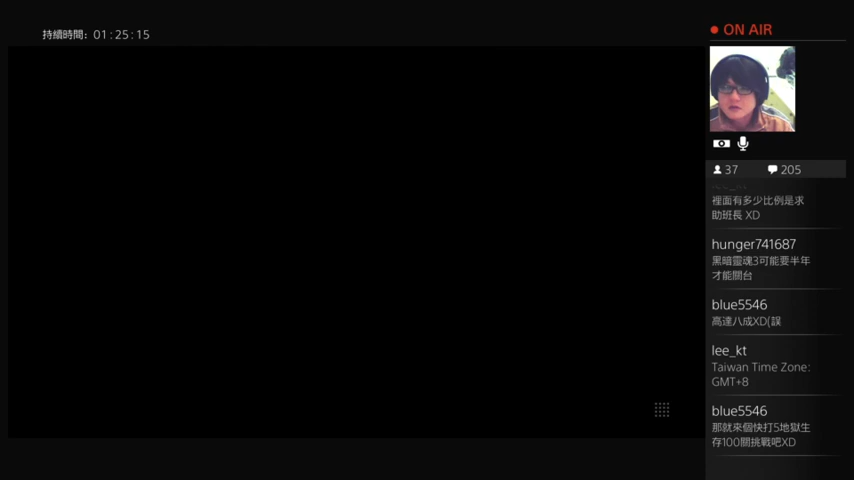 持續時間: 01:25:15
ON AIR
37
205
裡面有多少比例是求
助班長 XD
hunger741687
黑暗靈魂3可能要半年
才能關台
blue5546
高達八成XD(誤
lee_kt
Taiwan Time Zone:
GMT+8
blue5546
那就來個快打5地獄生
存100關挑戰吧XD